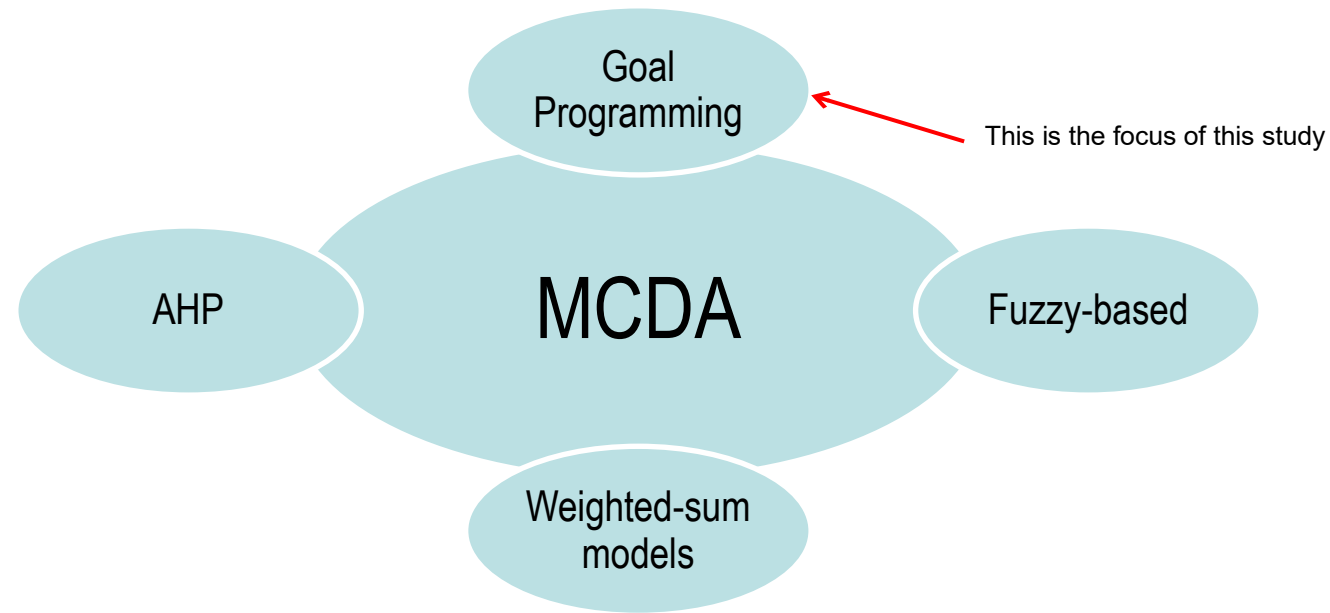 Goal
Programming
This is the focus of this study
AHP
MCDA
Fuzzy-based
Weighted-sum
models